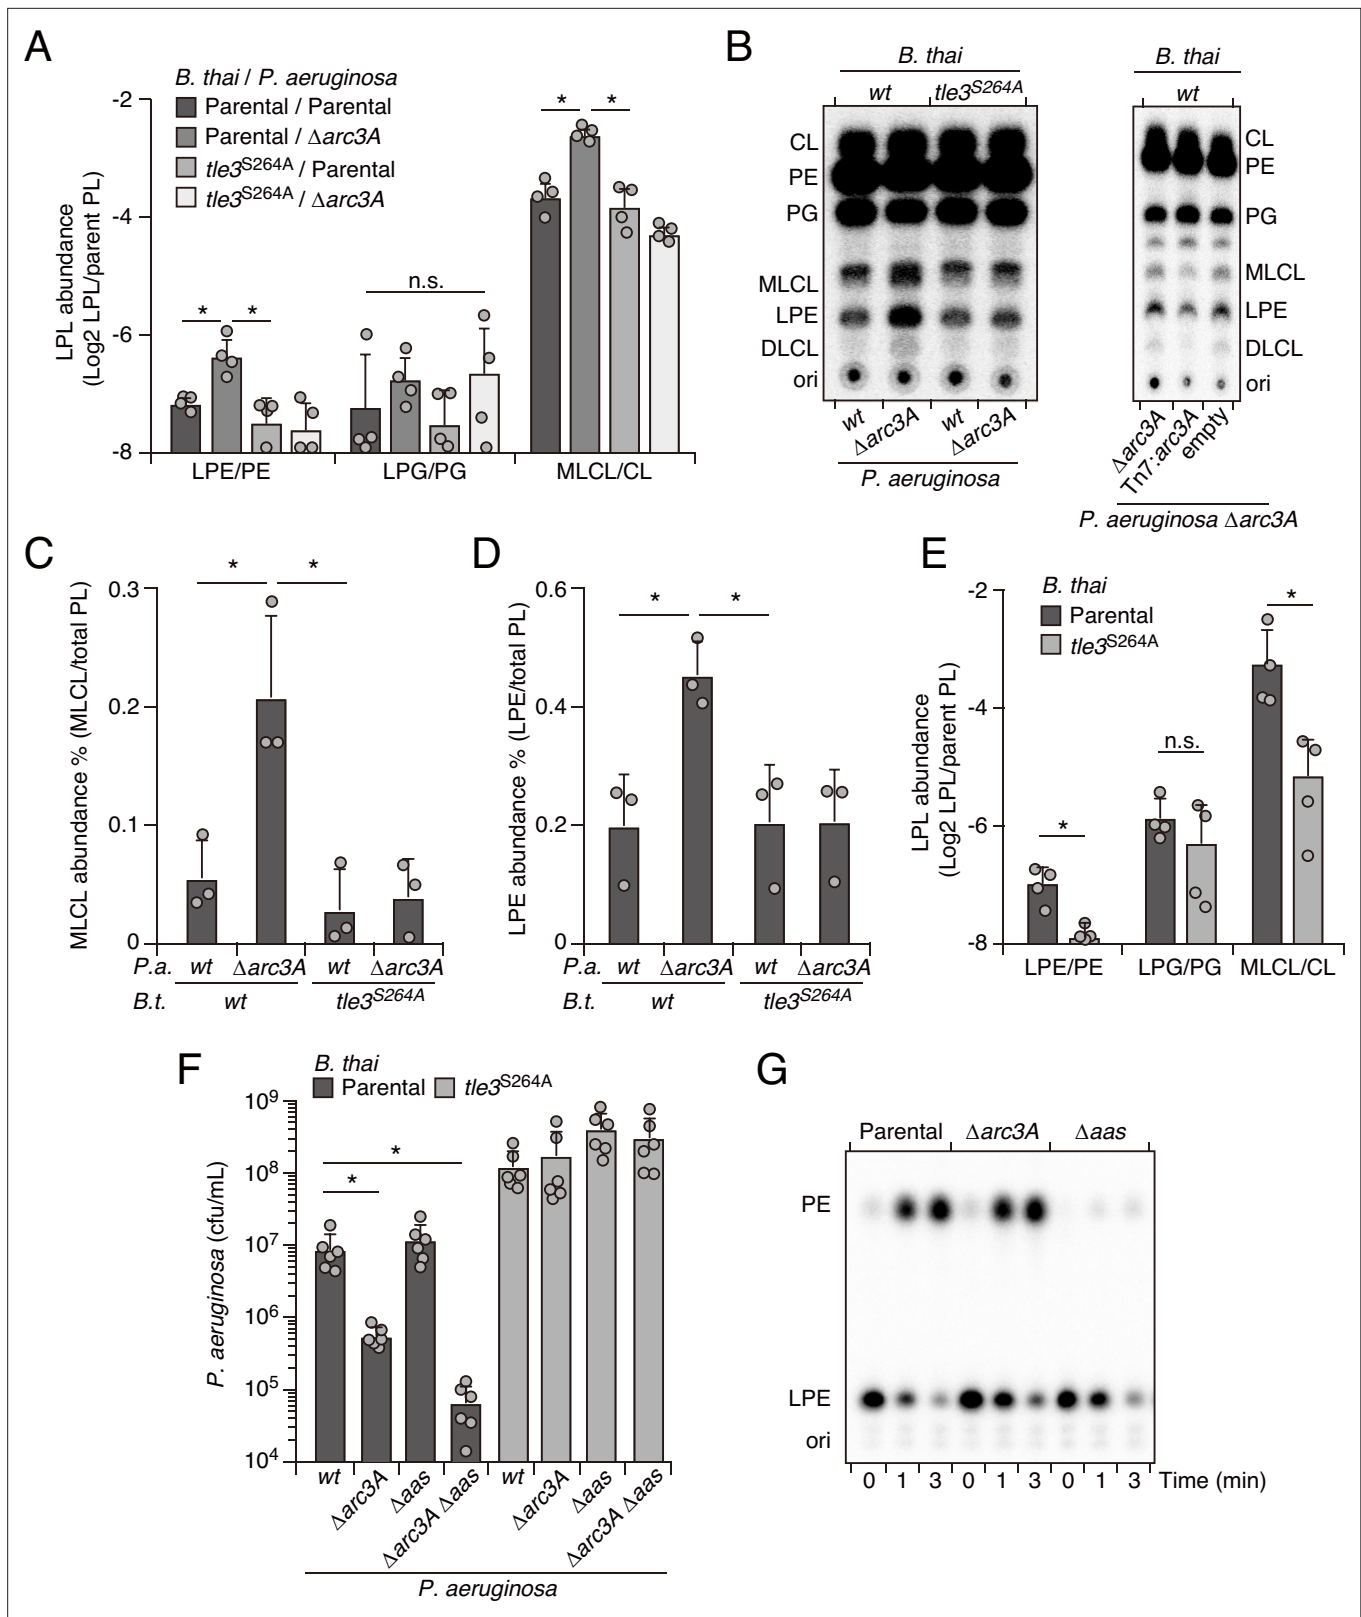 A
B. thai / P. aeruginosa
Parental / Parental
Parental / Δarc3A
tle3S264A / Parental
tle3S264A / Δarc3A
LPL abundance
(Log2 LPL/parent PL)
-2
-4
-6
-8
* *
n.s.
* *
LPE/PE LPG/PG MLCL/CL
B
B. thai
wt tle3S264A
CL
PE
PG
MLCL
LPE
DLCL
ori
wt Δarc3A wt Δarc3A
P. aeruginosa
B. thai
wt
CL
PE
PG
MLCL
LPE
DLCL
ori
Δarc3A Tn7:arc3A empty
P. aeruginosa Δarc3A
C
MLCL abundance % (MLCL/total PL)
0.3
0.2
0.1
0
* *
P.a. wt Δarc3A wt Δarc3A
B.t. wt tle3S264A
D
LPE abundance % (LPE/total PL)
0.6
0.4
0.2
0
* *
P.a. wt Δarc3A wt Δarc3A
B.t. wt tle3S264A
E
B. thai
Parental
tle3S264A
LPL abundance
(Log2 LPL/parent PL)
-2
-4
-6
-8
*
n.s.
*
LPE/PE LPG/PG MLCL/CL
F
B. thai
Parental tle3S264A
P. aeruginosa (cfu/mL)
10⁹
10⁸
10⁷
10⁶
10⁵
10⁴
*
*
wt Δarc3A Δaas Δarc3A Δaas wt Δarc3A Δaas Δarc3A Δaas
P. aeruginosa
G
Parental Δarc3A Δaas
PE
LPE
ori
0 1 3 0 1 3 0 1 3 Time (min)